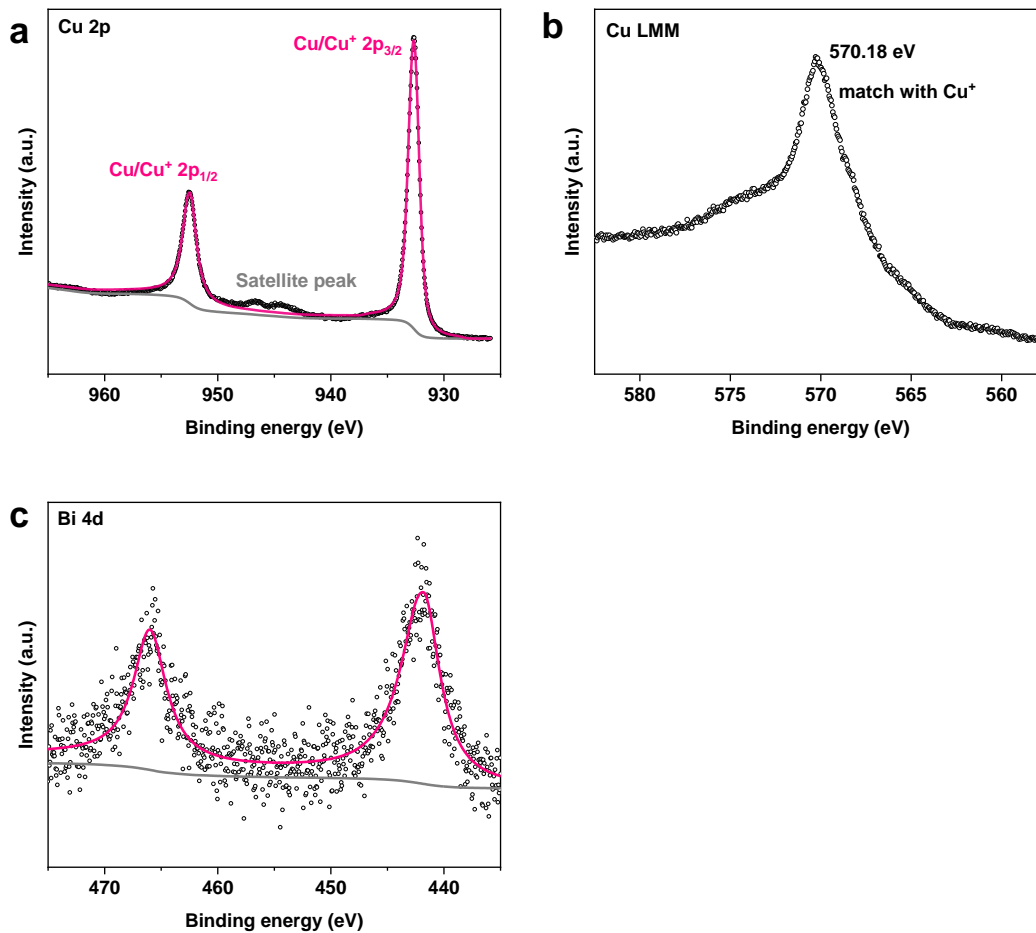 a
Cu 2p
Cu/Cu⁺ 2p₃/₂
Cu/Cu⁺ 2p₁/₂
Satellite peak
Intensity (a.u.)
960 950 940 930
Binding energy (eV)
b
Cu LMM
570.18 eV
match with Cu⁺
Intensity (a.u.)
580 575 570 565 560
Binding energy (eV)
c
Bi 4d
Intensity (a.u.)
470 460 450 440
Binding energy (eV)